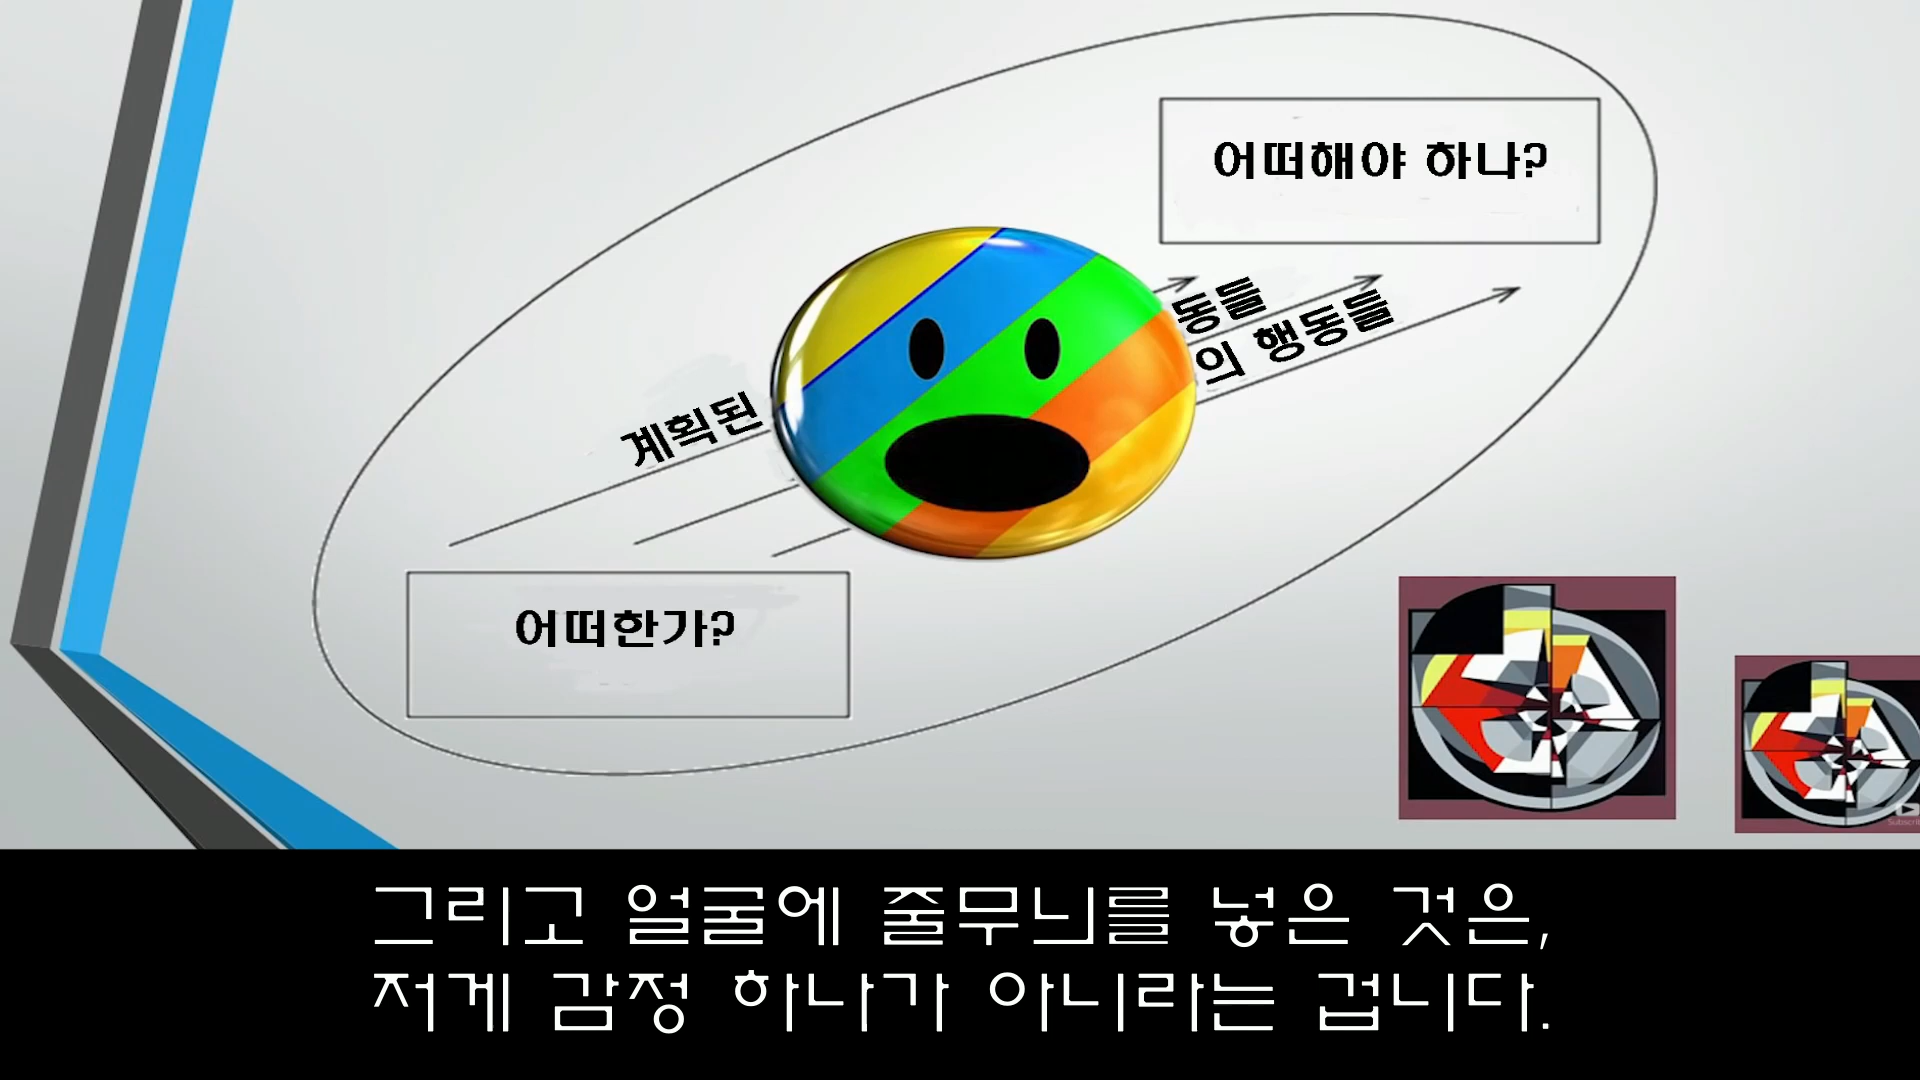 어떠해야 하나?
동들
의 행동들
계획된
어떠한가?
Subscri
그리고 얼굴에 줄무늬를 넣은 것은,
저게 감정 하나가 아니라는 겁니다.